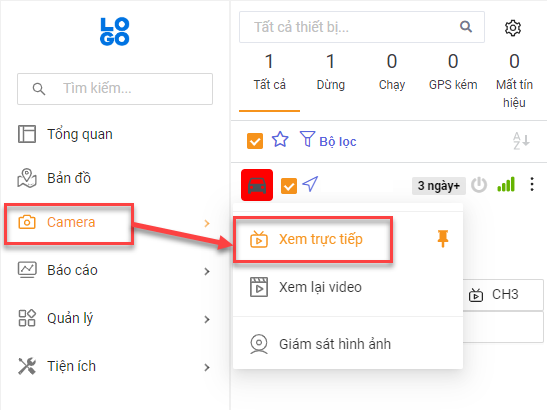 LO
GO
Tìm kiếm...
Tổng quan
Bản đồ
Camera
Báo cáo
Quản lý
Tiện ích
Tất cả thiết bị...
1 1 0 0 0
Tất cả Dừng Chạy GPS kém Mất tín
hiệu
Bộ lọc
A
Z
3 ngày+
Xem trực tiếp
Xem lại video
CH3
Giám sát hình ảnh